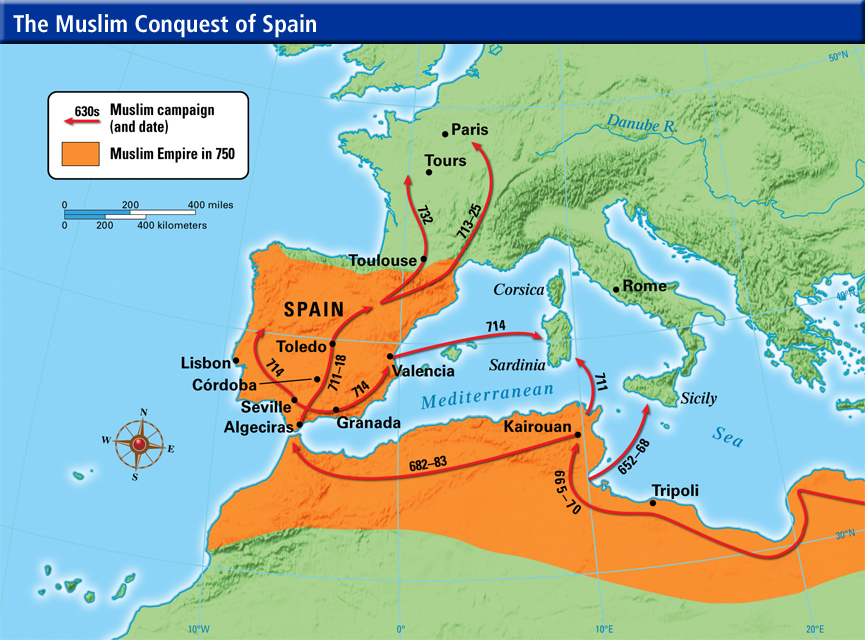 The Muslim Conquest of Spain
630s
Muslim campaign
(and date)
Muslim Empire in 750
0 200 400 miles
0 200 400 kilometers
50°N
Paris
Danube R.
Tours
732
713–25
Toulouse
Corsica
Rome
40°N
SPAIN
714
Toledo
Lisbon
714
711–18
Valencia
Sardinia
Córdoba
714
Mediterranean
711
Sicily
Seville
Algeciras
Granada
Kairouan
Sea
N
W
E
S
682–83
652–68
665–70
Tripoli
30°N
10°W
0°
10°E
20°E